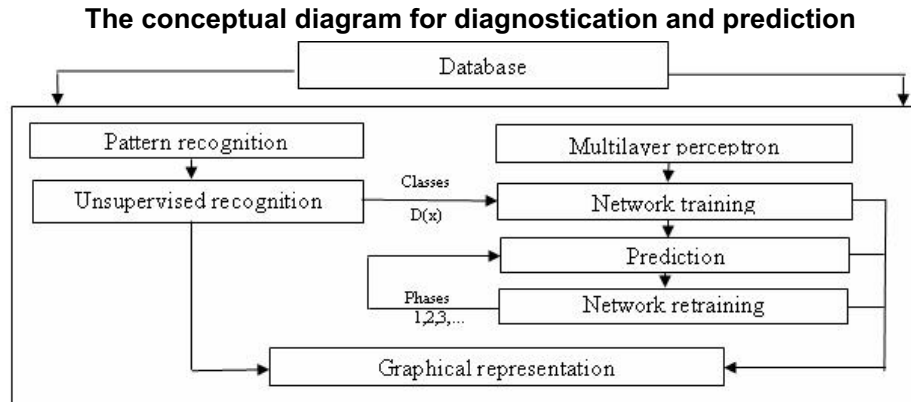 The conceptual diagram for diagnostication and prediction
Database
Pattern recognition
Unsupervised recognition
Classes
D(x)
Multilayer perceptron
Network training
Prediction
Phases
1,2,3,...
Network retraining
Graphical representation